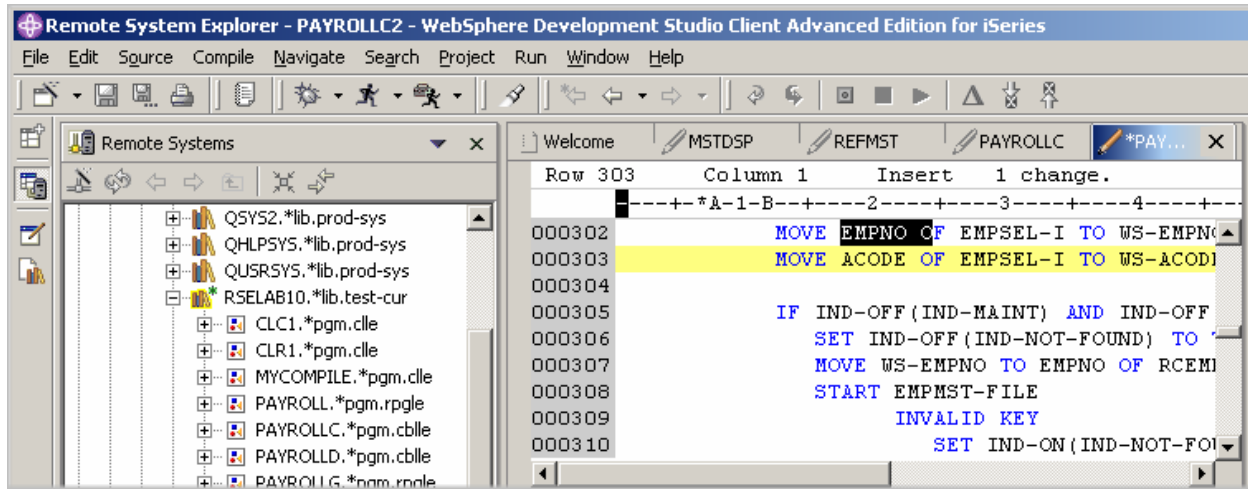 Remote System Explorer - PAYROLLC2 - WebSphere Development Studio Client Advanced Edition for iSeries
File Edit Source Compile Navigate Search Project Run Window Help
Remote Systems
QSYS2.*lib.prod-sys
QHLPSYS.*lib.prod-sys
QUSRSYS.*lib.prod-sys
RSELAB10.*lib.test-cur
CLC1.*pgm.clle
CLR1.*pgm.clle
MYCOMPILE.*pgm.clle
PAYROLL.*pgm.rpgle
PAYROLLC.*pgm.cblle
PAYROLLD.*pgm.cblle
PAYROLLG.*pgm.rpgle
Welcome MSTDSP REFMST PAYROLLC *PAY...
Row 303 Column 1 Insert 1 change.
----+-*A-1-B--+----2----+----3----+----4----+---
000302 MOVE EMPNO OF EMPSEL-I TO WS-EMPNO
000303 MOVE ACODE OF EMPSEL-I TO WS-ACODE
000304
000305 IF IND-OFF(IND-MAINT) AND IND-OFF
000306 SET IND-OFF(IND-NOT-FOUND) TO
000307 MOVE WS-EMPNO TO EMPNO OF RCEM
000308 START EMPMST-FILE
000309 INVALID KEY
000310 SET IND-ON(IND-NOT-FOU